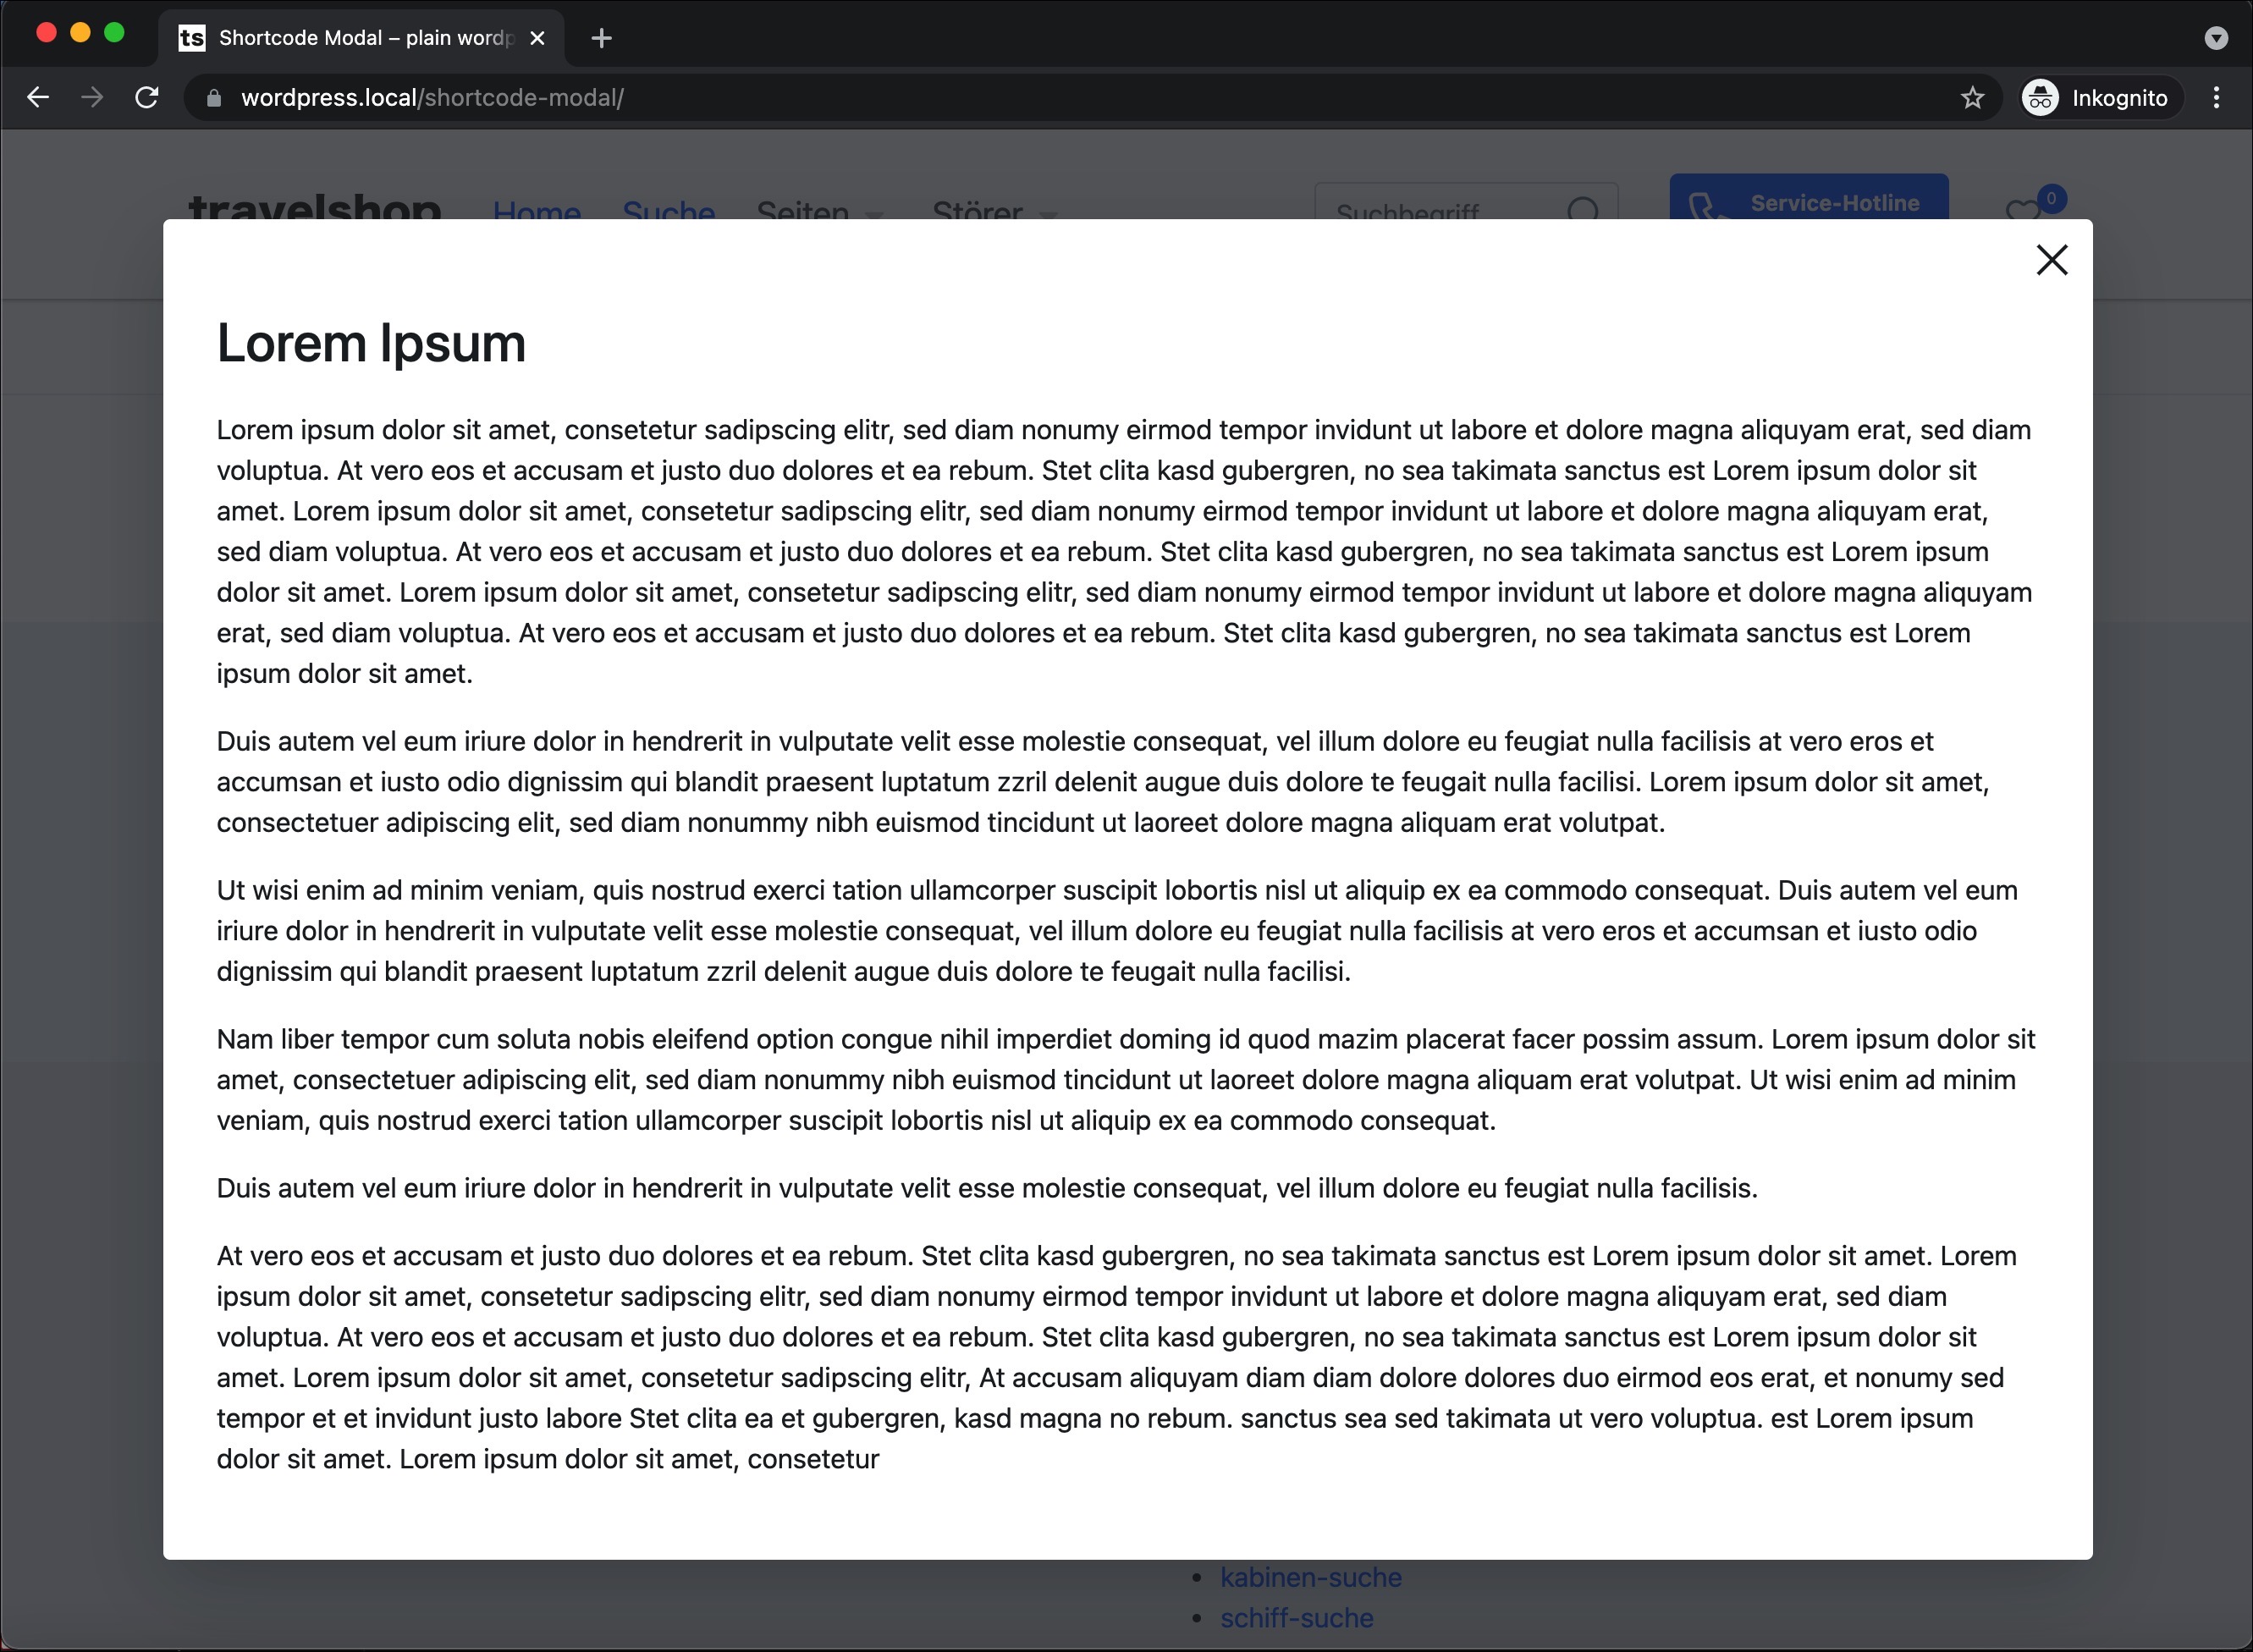 ts Shortcode Modal – plain wordp
wordpress.local/shortcode-modal/
Inkognito
travelshop Home Suche Seiten Störer Suchbegriff Service-Hotline 0
Lorem Ipsum
Lorem ipsum dolor sit amet, consetetur sadipscing elitr, sed diam nonumy eirmod tempor invidunt ut labore et dolore magna aliquyam erat, sed diam
voluptua. At vero eos et accusam et justo duo dolores et ea rebum. Stet clita kasd gubergren, no sea takimata sanctus est Lorem ipsum dolor sit
amet. Lorem ipsum dolor sit amet, consetetur sadipscing elitr, sed diam nonumy eirmod tempor invidunt ut labore et dolore magna aliquyam erat,
sed diam voluptua. At vero eos et accusam et justo duo dolores et ea rebum. Stet clita kasd gubergren, no sea takimata sanctus est Lorem ipsum
dolor sit amet. Lorem ipsum dolor sit amet, consetetur sadipscing elitr, sed diam nonumy eirmod tempor invidunt ut labore et dolore magna aliquyam
erat, sed diam voluptua. At vero eos et accusam et justo duo dolores et ea rebum. Stet clita kasd gubergren, no sea takimata sanctus est Lorem
ipsum dolor sit amet.
Duis autem vel eum iriure dolor in hendrerit in vulputate velit esse molestie consequat, vel illum dolore eu feugiat nulla facilisis at vero eros et
accumsan et iusto odio dignissim qui blandit praesent luptatum zzril delenit augue duis dolore te feugait nulla facilisi. Lorem ipsum dolor sit amet,
consectetuer adipiscing elit, sed diam nonummy nibh euismod tincidunt ut laoreet dolore magna aliquam erat volutpat.
Ut wisi enim ad minim veniam, quis nostrud exerci tation ullamcorper suscipit lobortis nisl ut aliquip ex ea commodo consequat. Duis autem vel eum
iriure dolor in hendrerit in vulputate velit esse molestie consequat, vel illum dolore eu feugiat nulla facilisis at vero eros et accumsan et iusto odio
dignissim qui blandit praesent luptatum zzril delenit augue duis dolore te feugait nulla facilisi.
Nam liber tempor cum soluta nobis eleifend option congue nihil imperdiet doming id quod mazim placerat facer possim assum. Lorem ipsum dolor sit
amet, consectetuer adipiscing elit, sed diam nonummy nibh euismod tincidunt ut laoreet dolore magna aliquam erat volutpat. Ut wisi enim ad minim
veniam, quis nostrud exerci tation ullamcorper suscipit lobortis nisl ut aliquip ex ea commodo consequat.
Duis autem vel eum iriure dolor in hendrerit in vulputate velit esse molestie consequat, vel illum dolore eu feugiat nulla facilisis.
At vero eos et accusam et justo duo dolores et ea rebum. Stet clita kasd gubergren, no sea takimata sanctus est Lorem ipsum dolor sit amet. Lorem
ipsum dolor sit amet, consetetur sadipscing elitr, sed diam nonumy eirmod tempor invidunt ut labore et dolore magna aliquyam erat, sed diam
voluptua. At vero eos et accusam et justo duo dolores et ea rebum. Stet clita kasd gubergren, no sea takimata sanctus est Lorem ipsum dolor sit
amet. Lorem ipsum dolor sit amet, consetetur sadipscing elitr, At accusam aliquyam diam diam dolore dolores duo eirmod eos erat, et nonumy sed
tempor et et invidunt justo labore Stet clita ea et gubergren, kasd magna no rebum. sanctus sea sed takimata ut vero voluptua. est Lorem ipsum
dolor sit amet. Lorem ipsum dolor sit amet, consetetur
kabinen-suche
schiff-suche